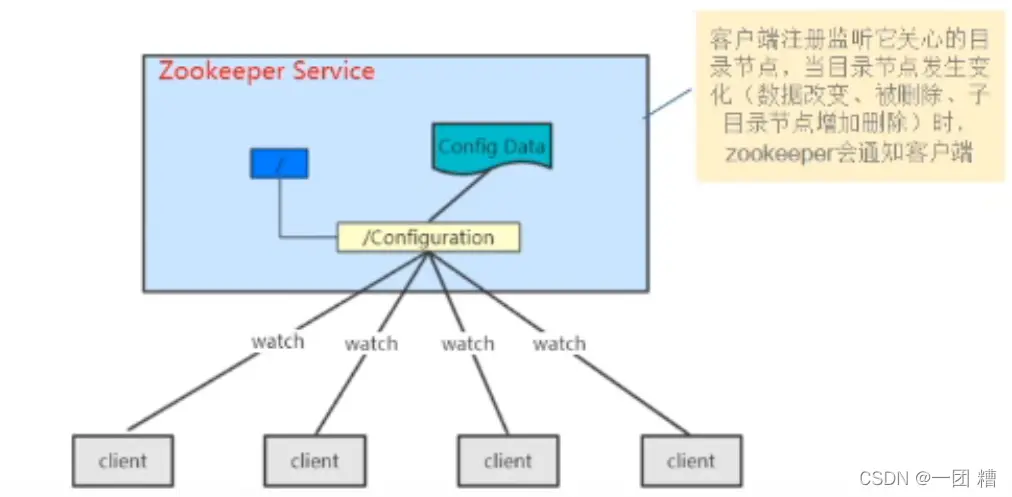 Zookeeper Service
客户端注册监听它关心的目
录节点，当目录节点发生变
化（数据改变、被删除、子
目录节点增加删除）时，
zookeeper会通知客户端
/
Config Data
/Configuration
watch
watch
watch
watch
client
client
client
client
CSDN @一团 糟